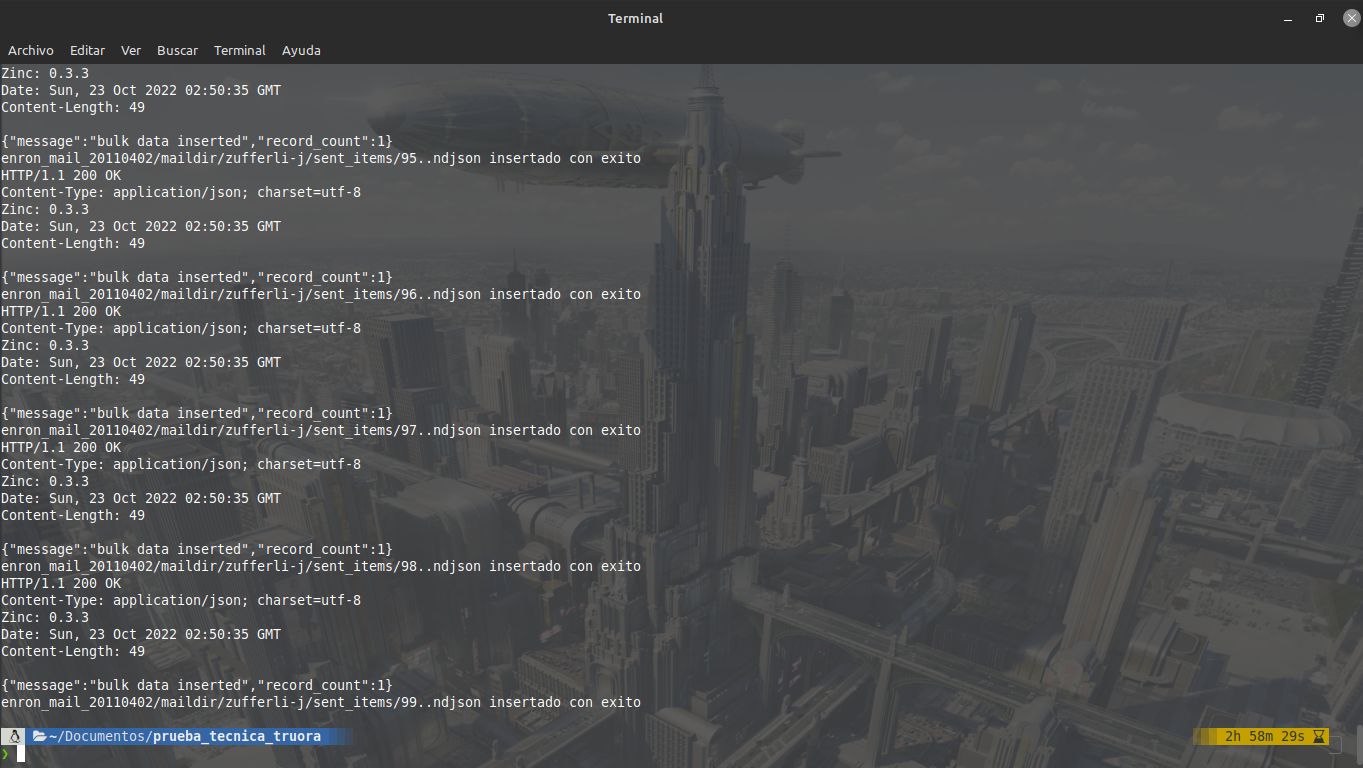 Terminal
Archivo Editar Ver Buscar Terminal Ayuda
Zinc: 0.3.3
Date: Sun, 23 Oct 2022 02:50:35 GMT
Content-Length: 49
{"message":"bulk data inserted","record_count":1}
enron_mail_20110402/maildir/zufferli-j/sent_items/95..ndjson insertado con exito
HTTP/1.1 200 OK
Content-Type: application/json; charset=utf-8
Zinc: 0.3.3
Date: Sun, 23 Oct 2022 02:50:35 GMT
Content-Length: 49
{"message":"bulk data inserted","record_count":1}
enron_mail_20110402/maildir/zufferli-j/sent_items/96..ndjson insertado con exito
HTTP/1.1 200 OK
Content-Type: application/json; charset=utf-8
Zinc: 0.3.3
Date: Sun, 23 Oct 2022 02:50:35 GMT
Content-Length: 49
{"message":"bulk data inserted","record_count":1}
enron_mail_20110402/maildir/zufferli-j/sent_items/97..ndjson insertado con exito
HTTP/1.1 200 OK
Content-Type: application/json; charset=utf-8
Zinc: 0.3.3
Date: Sun, 23 Oct 2022 02:50:35 GMT
Content-Length: 49
{"message":"bulk data inserted","record_count":1}
enron_mail_20110402/maildir/zufferli-j/sent_items/98..ndjson insertado con exito
HTTP/1.1 200 OK
Content-Type: application/json; charset=utf-8
Zinc: 0.3.3
Date: Sun, 23 Oct 2022 02:50:35 GMT
Content-Length: 49
{"message":"bulk data inserted","record_count":1}
enron_mail_20110402/maildir/zufferli-j/sent_items/99..ndjson insertado con exito
~/Documentos/prueba_tecnica_truora 2h 58m 29s
❯